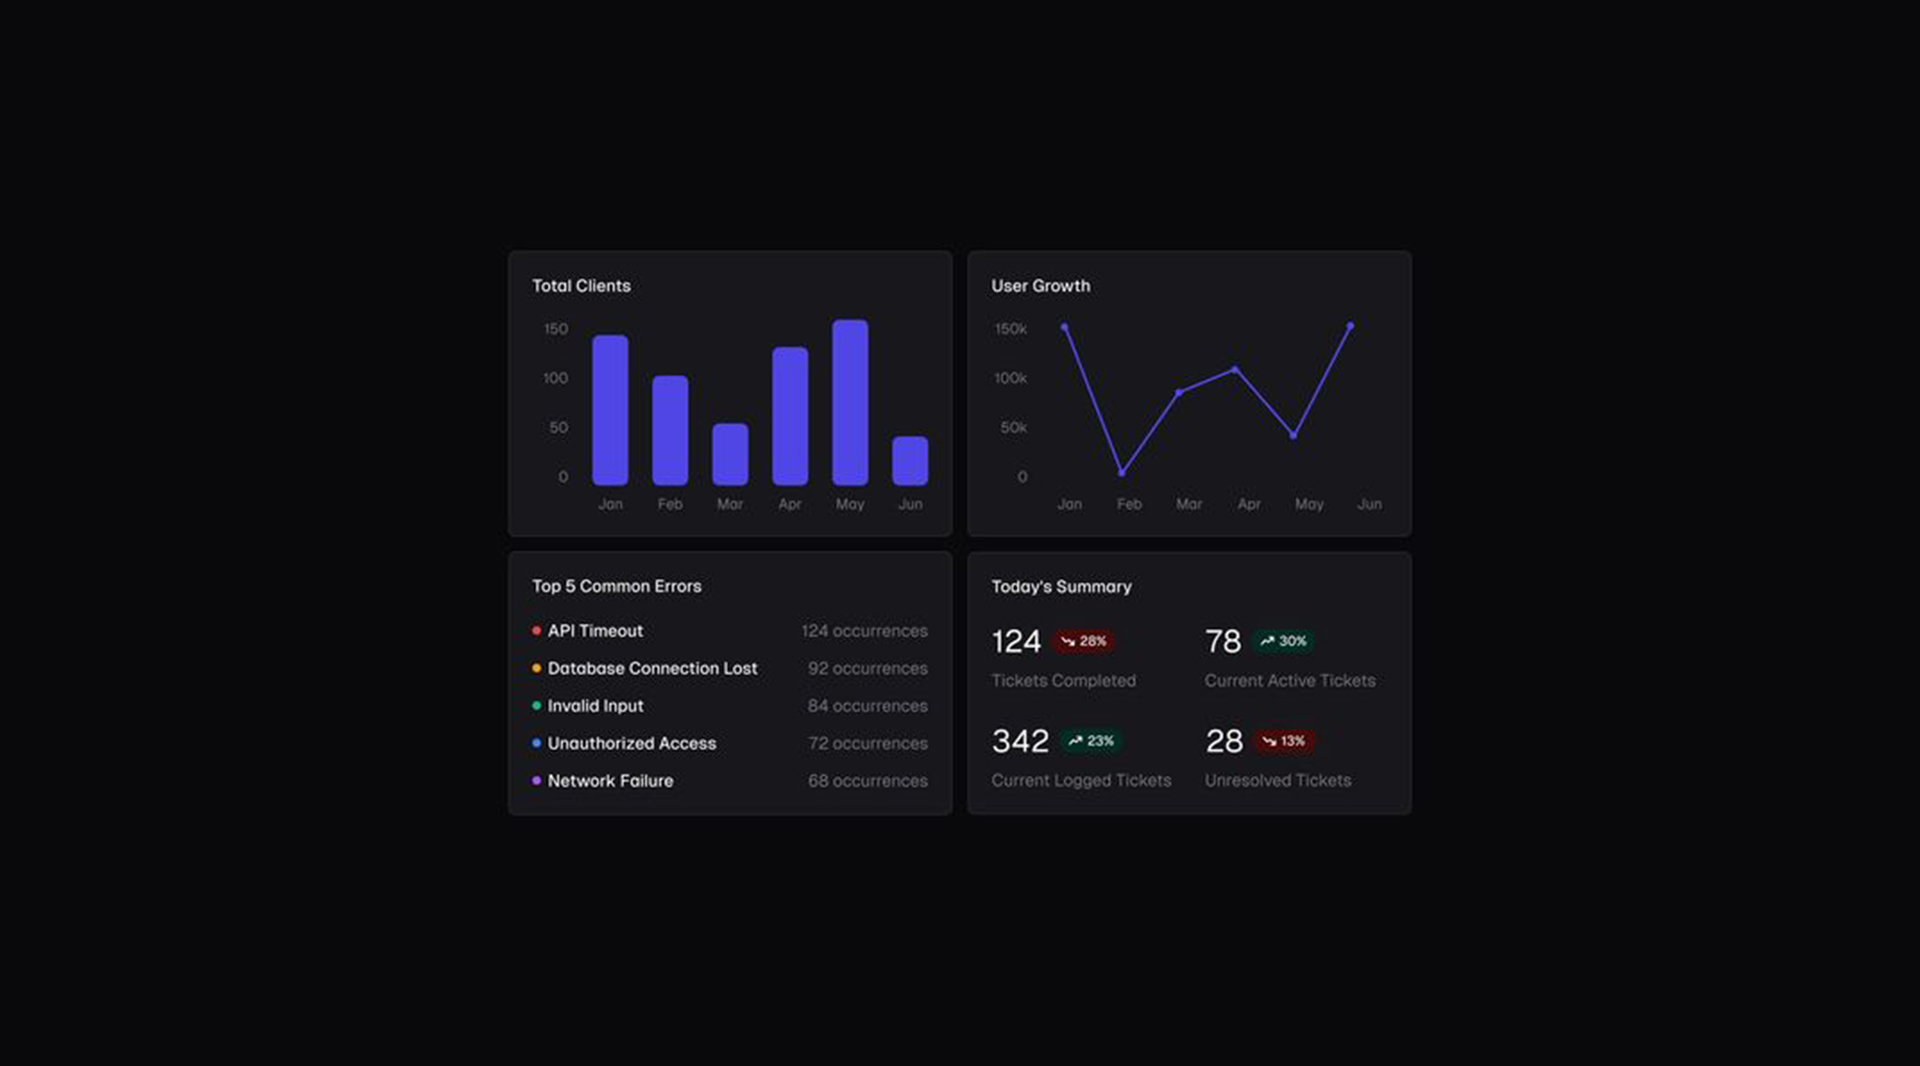 Total Clients
150
100
50
0
Jan Feb Mar Apr May Jun
User Growth
150k
100k
50k
0
Jan Feb Mar Apr May Jun
Top 5 Common Errors
API Timeout 124 occurrences
Database Connection Lost 92 occurrences
Invalid Input 84 occurrences
Unauthorized Access 72 occurrences
Network Failure 68 occurrences
Today's Summary
124 28%
Tickets Completed
78 30%
Current Active Tickets
342 23%
Current Logged Tickets
28 13%
Unresolved Tickets